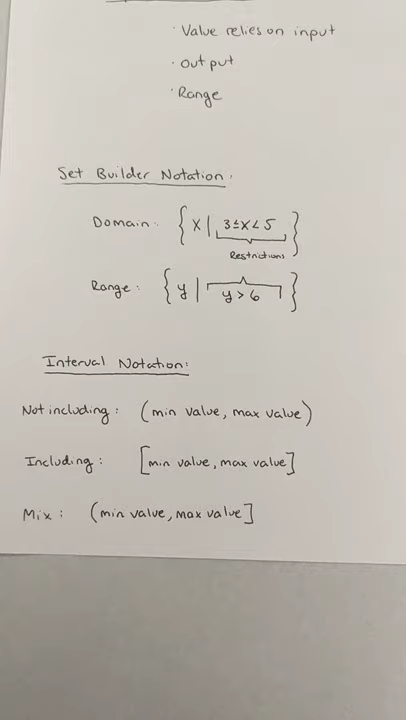 · Value relies on input
· output
· Range
Set Builder Notation.
Domain: {x | 3≤x<5}
Restrictions
Range: {y | y>6}
Interval Notation:
Not including: (min value, max value)
Including: [min value, max value]
Mix: (min value, max value]